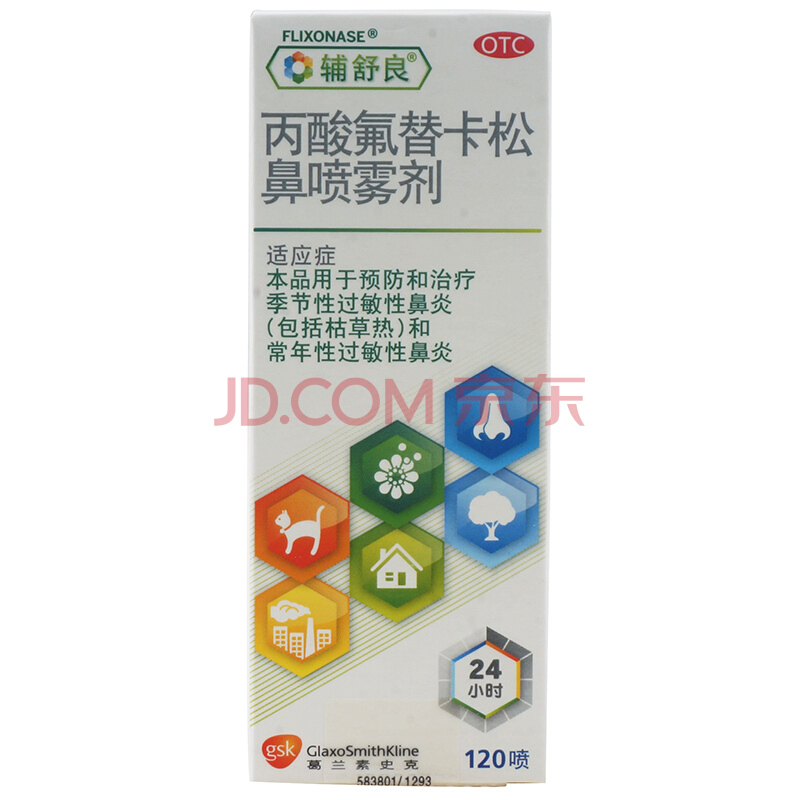 FLIXONASE®
辅舒良®
OTC
丙酸氟替卡松
鼻喷雾剂
适应症
本品用于预防和治疗
季节性过敏性鼻炎
(包括枯草热)和
常年性过敏性鼻炎
JD.COM 京东
24
小时
gsk GlaxoSmithKline
葛兰素史克
120喷
583801/1293